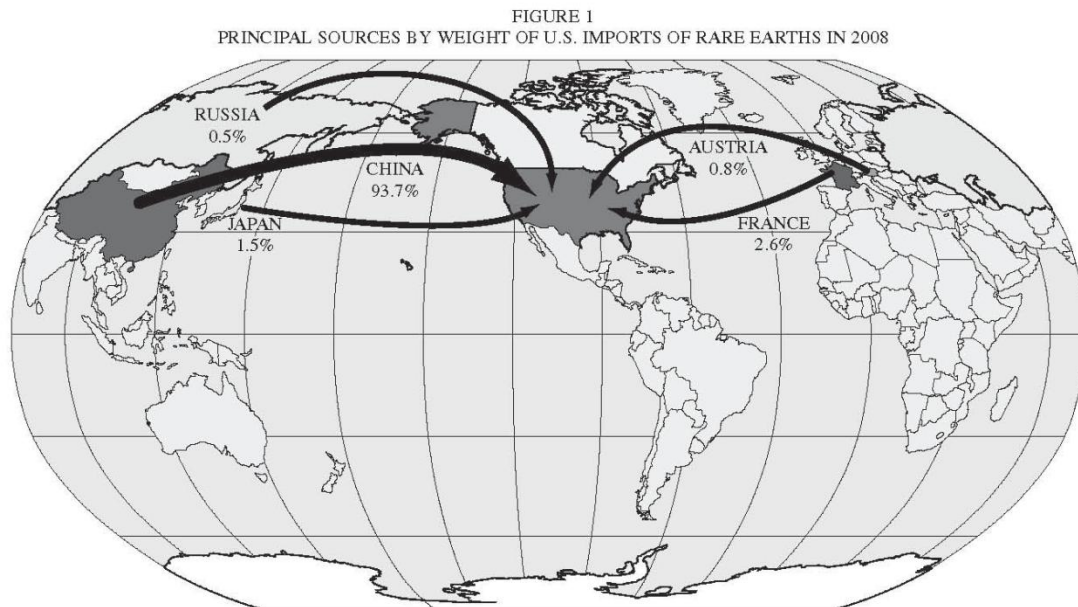 FIGURE 1
PRINCIPAL SOURCES BY WEIGHT OF U.S. IMPORTS OF RARE EARTHS IN 2008
RUSSIA
0.5%
CHINA
93.7%
AUSTRIA
0.8%
JAPAN
1.5%
FRANCE
2.6%